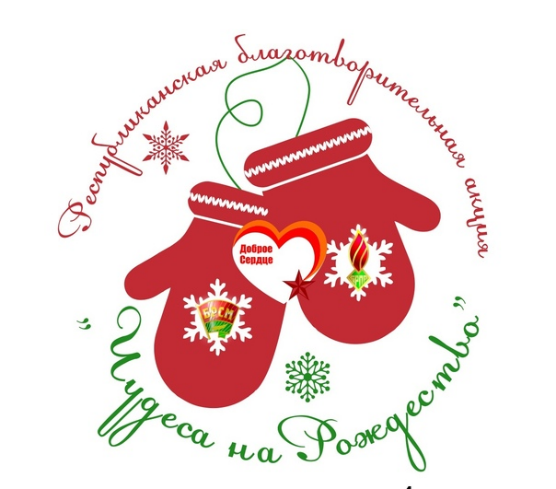 Республиканская благотворительная акция
Доброе
Сердце
БРСМ
"Чудеса на Рождество"